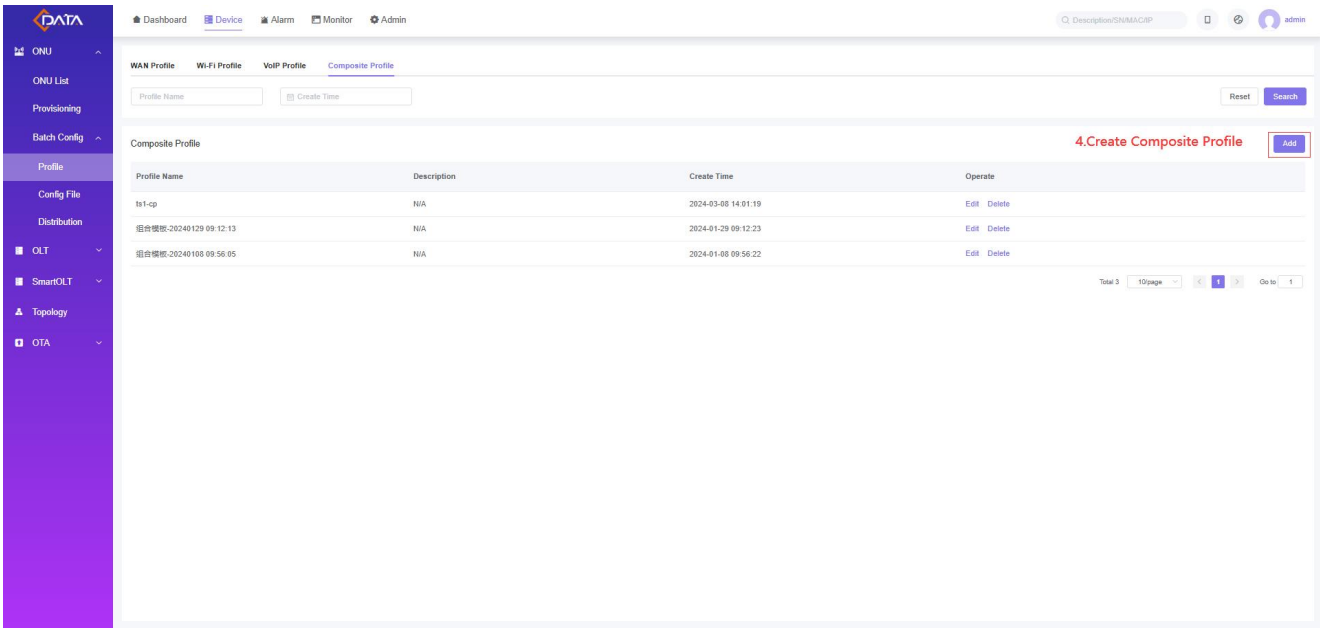 CDATA
Dashboard Device Alarm Monitor Admin Description/SN/MAC/IP admin
ONU
ONU List
Provisioning
Batch Config
Profile
Config File
Distribution
OLT
SmartOLT
Topology
OTA
WAN Profile Wi-Fi Profile VoIP Profile Composite Profile
Profile Name Create Time Reset Search
Composite Profile 4.Create Composite Profile Add
Profile Name Description Create Time Operate
ts1-cp N/A 2024-03-08 14:01:19 Edit Delete
组合模板-20240129 09:12:13 N/A 2024-01-29 09:12:23 Edit Delete
组合模板-20240108 09:56:05 N/A 2024-01-08 09:56:22 Edit Delete
Total 3 10/page < 1 > Go to 1